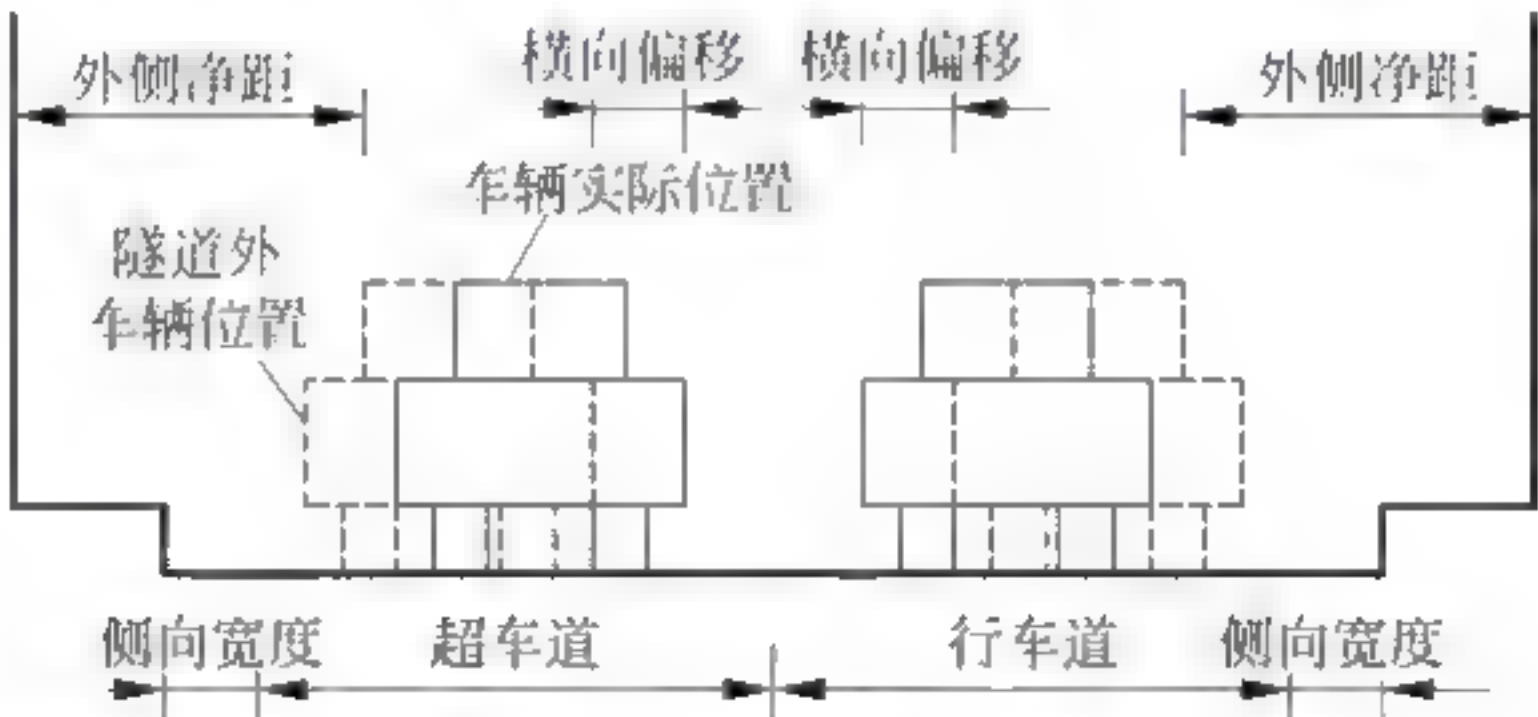 外侧净距
横向偏移
横向偏移
外侧净距
车辆实际位置
隧道外
车辆位置
侧向宽度
超车道
行车道
侧向宽度